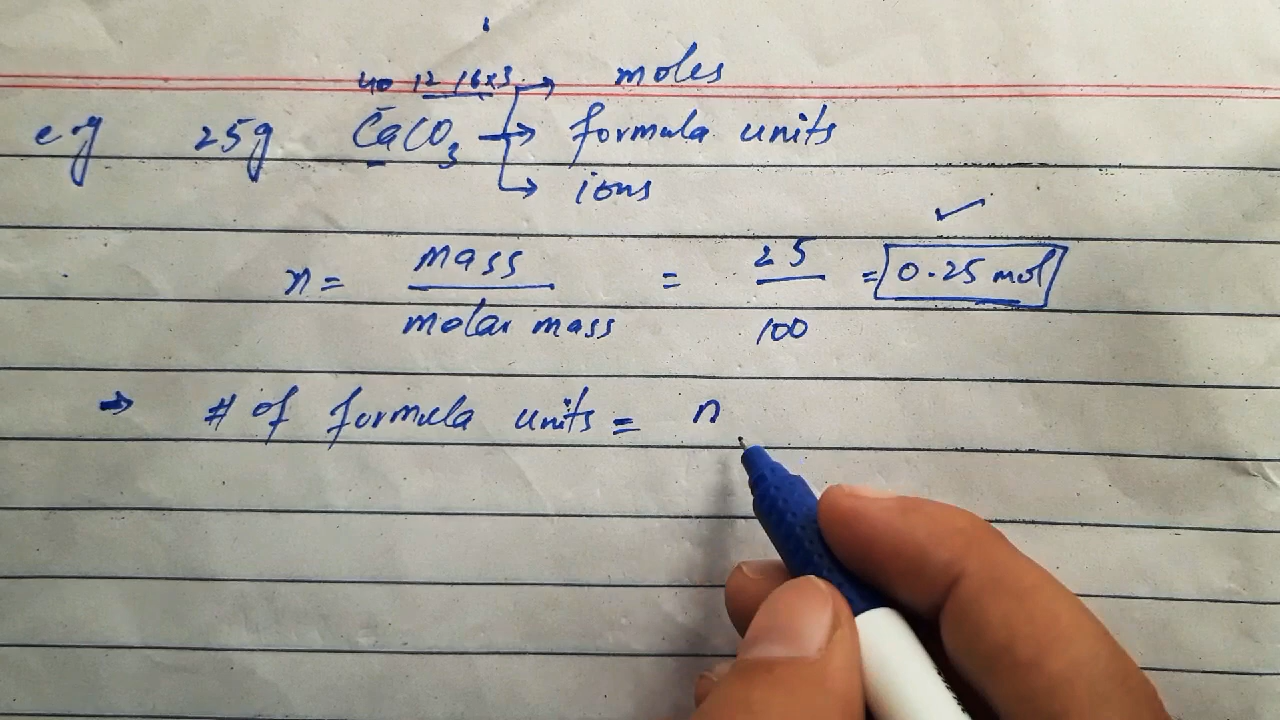 40 12 16x3 → moles
eg 25g CaCO₃ → formula units
→ ions
n = mass / molar mass = 25 / 100 = 0.25 mol ✓
→ # of formula units = n